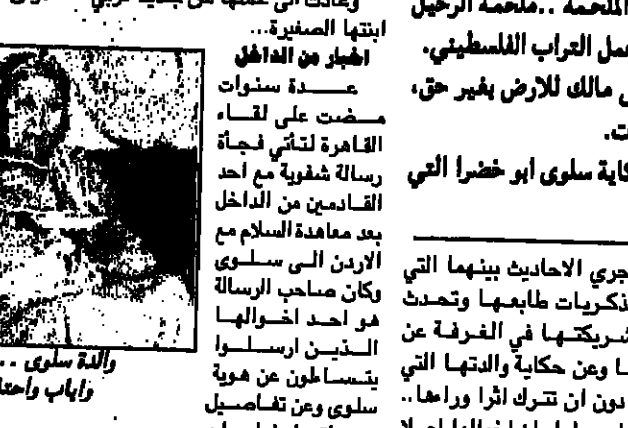 الملحمة ..ملحمة الرحيل
عمل التراب الفلسطيني.
مالك للارض بغير حق،
ت.
كاية سلوى ابو خضرا التي
جري الاحاديث بينهما التي
ذكريات طابعها وتحدث
شريكتها في الغرفة عن
ا وعن حكاية والدتها التي
دون ان تترك اثرا وراءها..
ابنتها الصغيرة...
اخبار من الداخل
عدة سنوات
مضت على لقاء
القاهرة لتأتي فجأة
رسالة شفوية مع احد
القادمين من الداخل
بعد معاهدة السلام مع
الاردن الى سلوى
وكان صاحب الرسالة
هو احد اخوالها
الذين ارسلوا
يتساءلون عن هوية
سلوى وعن تفاصيل
والدة سلوى ..
واياب واحتا